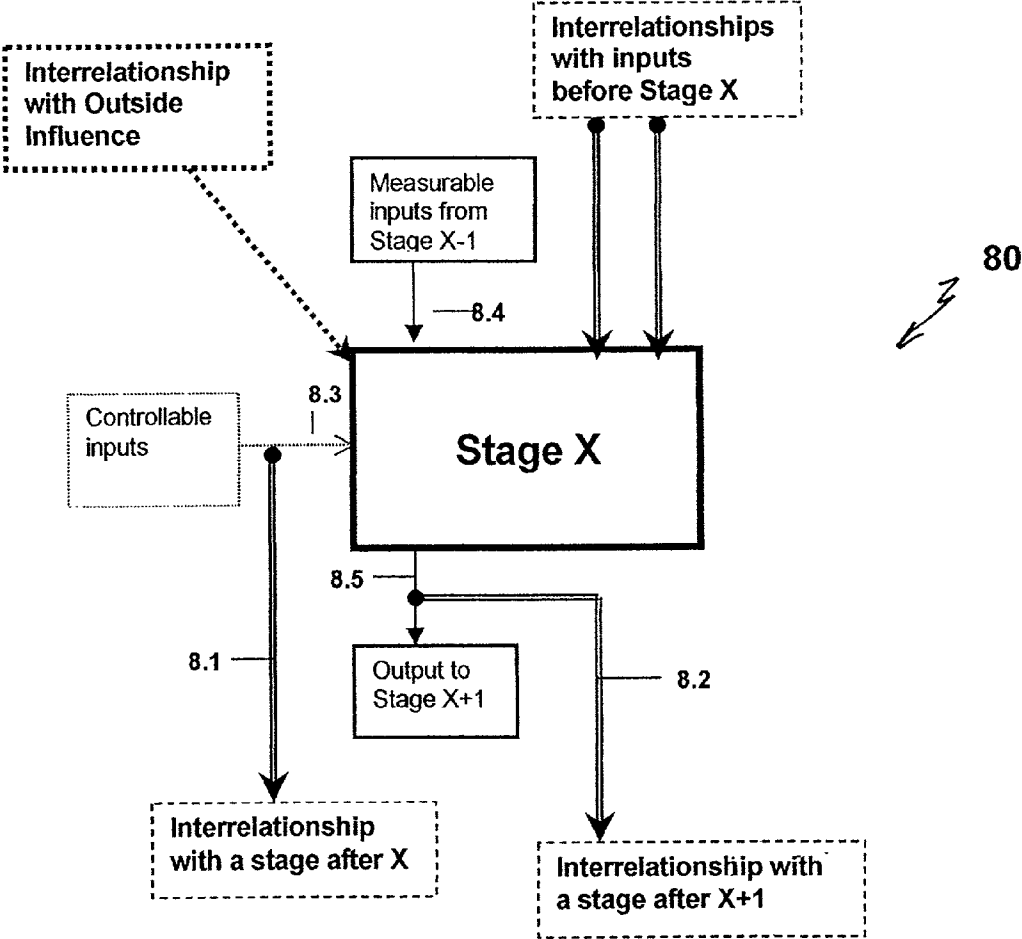 Interrelationships
with inputs
before Stage X
Interrelationship
with Outside
Influence
Measurable
inputs from
Stage X-1
80
8.4
8.3
Controllable
inputs
Stage X
8.5
8.1
Output to
Stage X+1
8.2
Interrelationship
with a stage after X
Interrelationship with
a stage after X+1